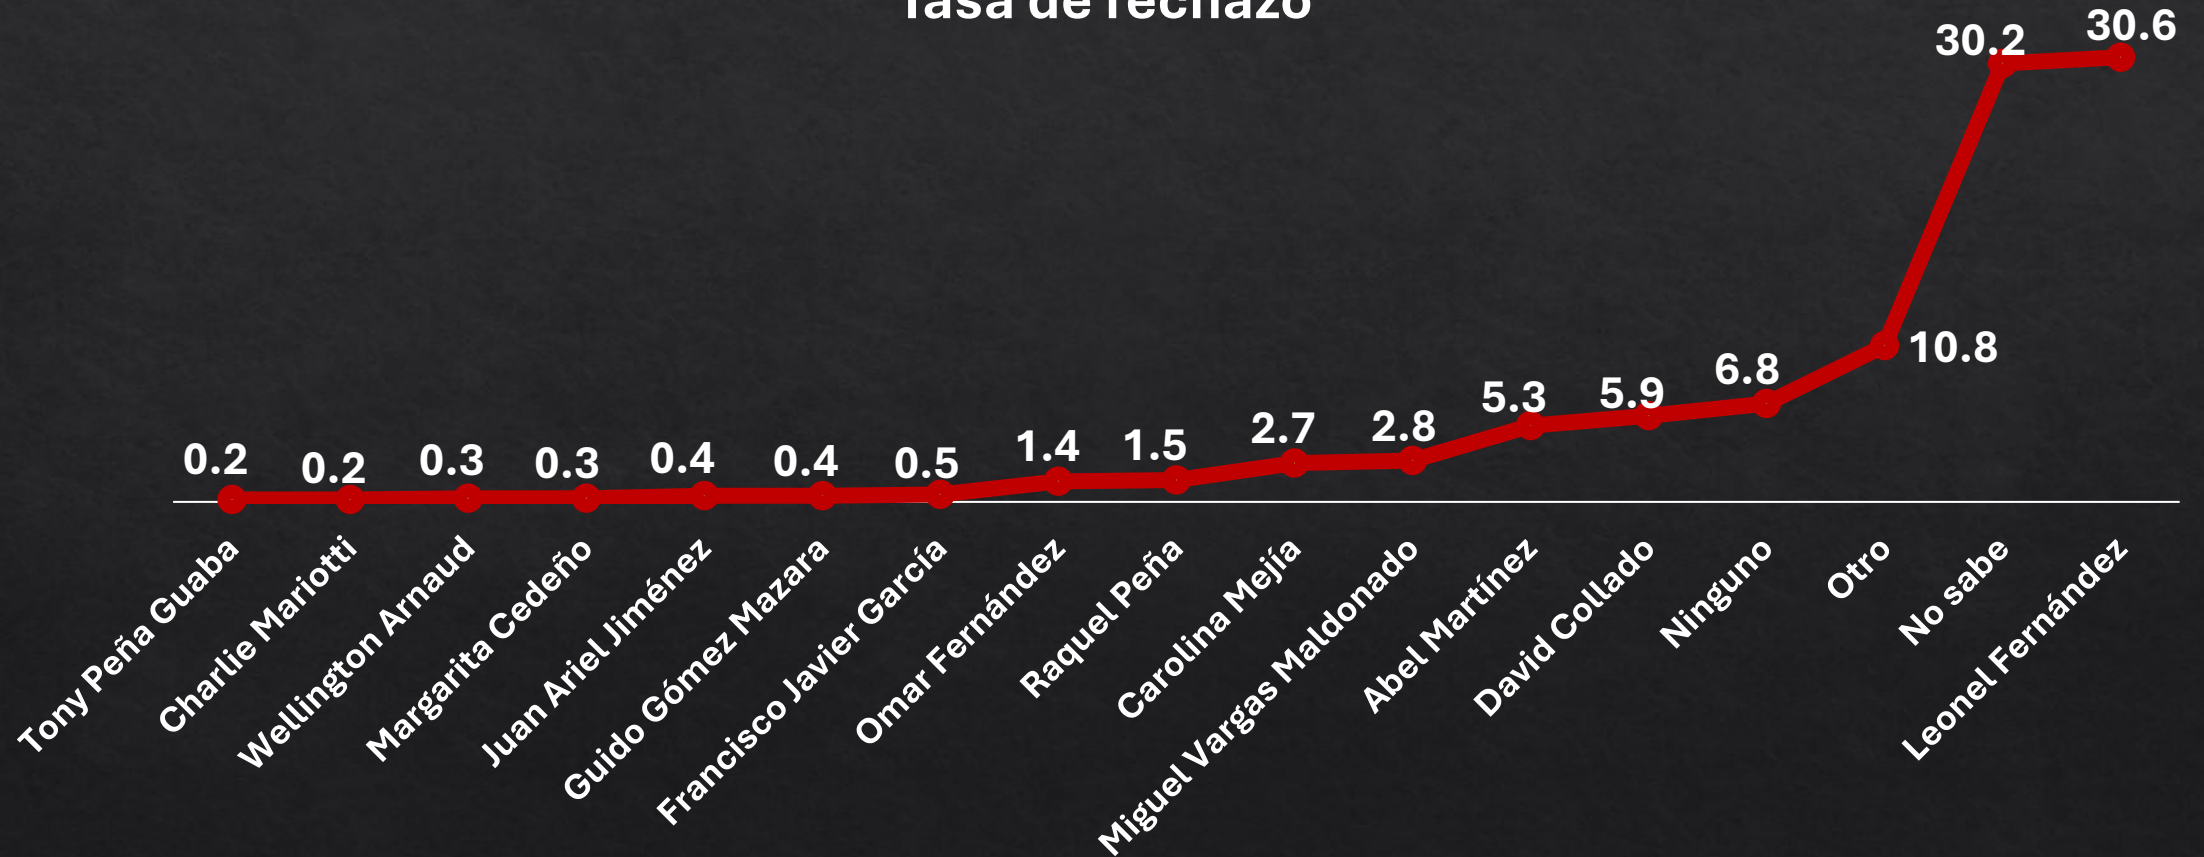 Tasa de rechazo
30.6
30.2
10.8
6.8
5.9
5.3
2.8
2.7
1.5
1.4
0.5
0.4
0.4
0.3
0.3
0.2
0.2
Tony Peña Guaba
Charlie Mariotti
Wellington Arnaud
Margarita Cedeño
Juan Ariel Jiménez
Guido Gómez Mazara
Francisco Javier García
Omar Fernández
Raquel Peña
Carolina Mejía
Miguel Vargas Maldonado
Abel Martínez
David Collado
Ninguno
Otro
No sabe
Leonel Fernández